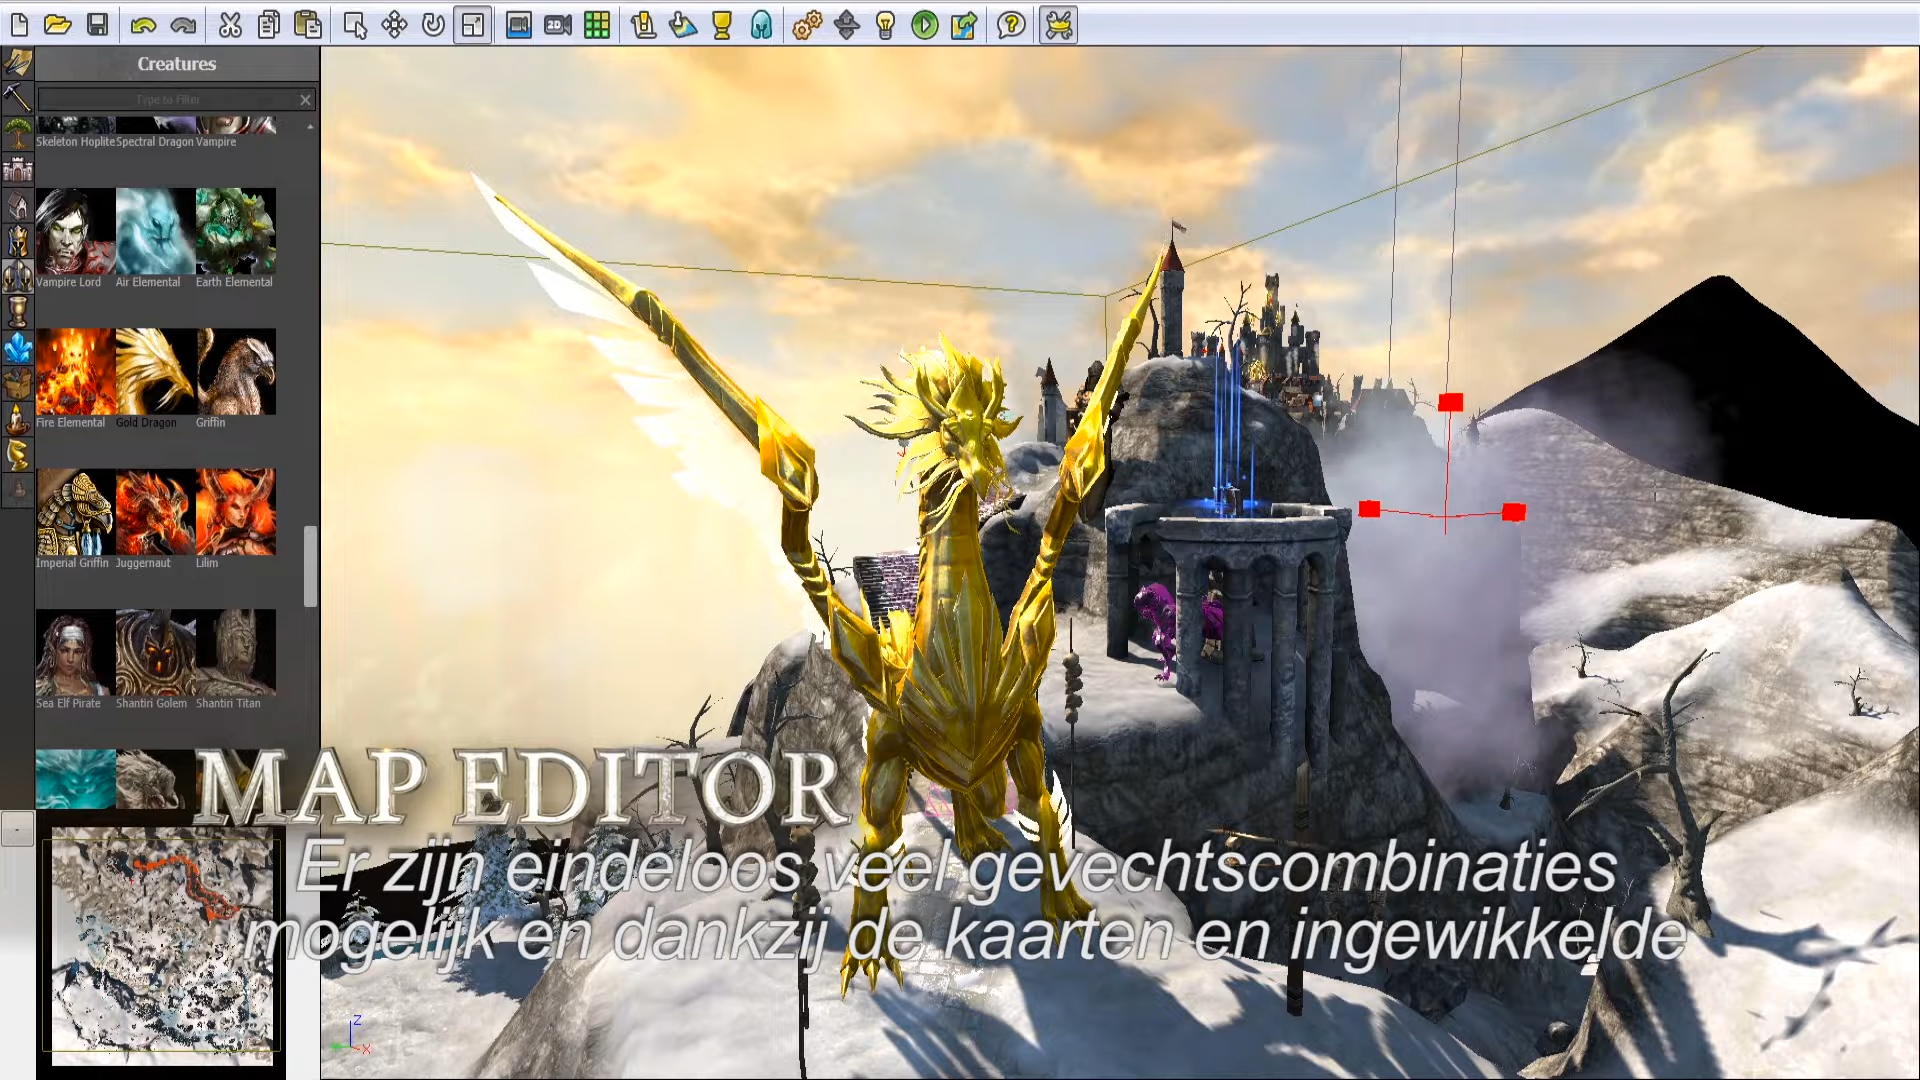 2D
Creatures
Type to Filter
Skeleton Hoplite Spectral Dragon Vampire
Vampire Lord Air Elemental Earth Elemental
Fire Elemental Gold Dragon Griffin
Imperial Griffin Juggernaut Lilim
Sea Elf Pirate Shantiri Golem Shantiri Titan
MAP EDITOR
Er zijn eindeloos veel gevechtscombinaties
mogelijk en dankzij de kaarten en ingewikkelde
Z
X